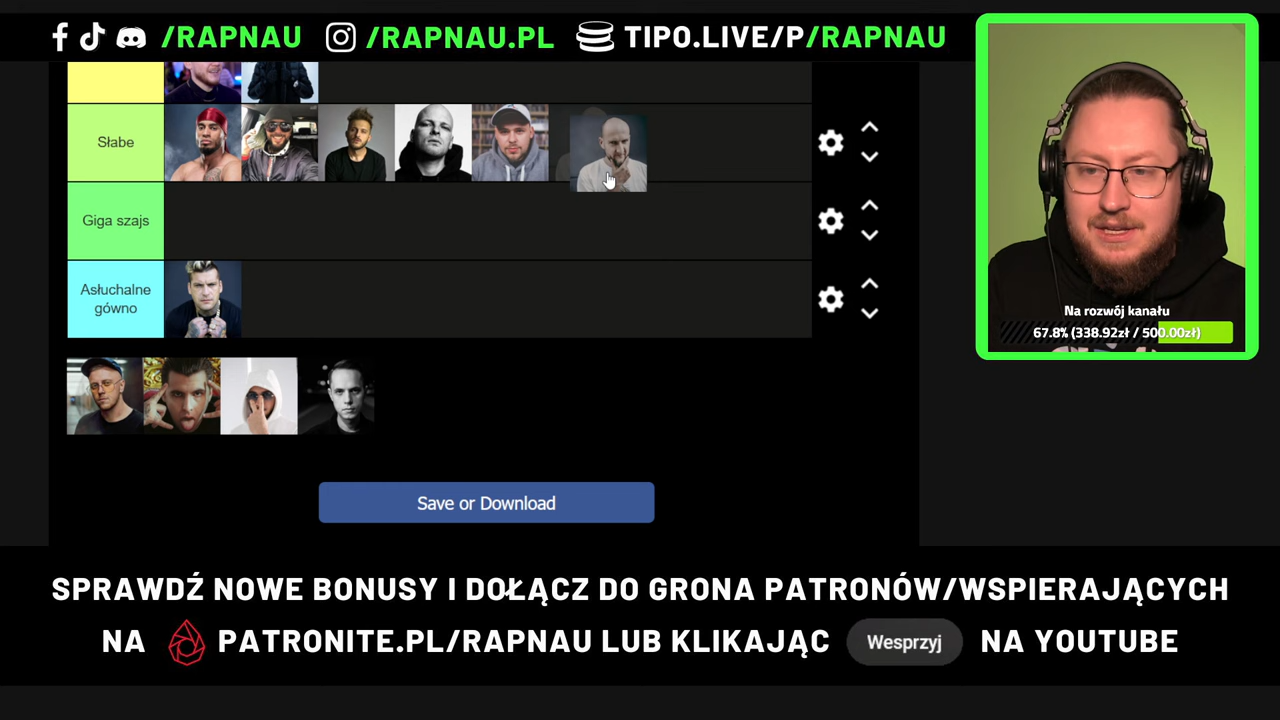 /RAPNAU /RAPNAU.PL TIPO.LIVE/P/RAPNAU
Słabe
Giga szajs
Asłuchalne
gówno
Na rozwój kanału
67.8% (338.92zł / 500.00zł)
Save or Download
SPRAWDŹ NOWE BONUSY I DOŁĄCZ DO GRONA PATRONÓW/WSPIERAJĄCYCH
NA PATRONITE.PL/RAPNAU LUB KLIKAJĄC Wesprzyj NA YOUTUBE